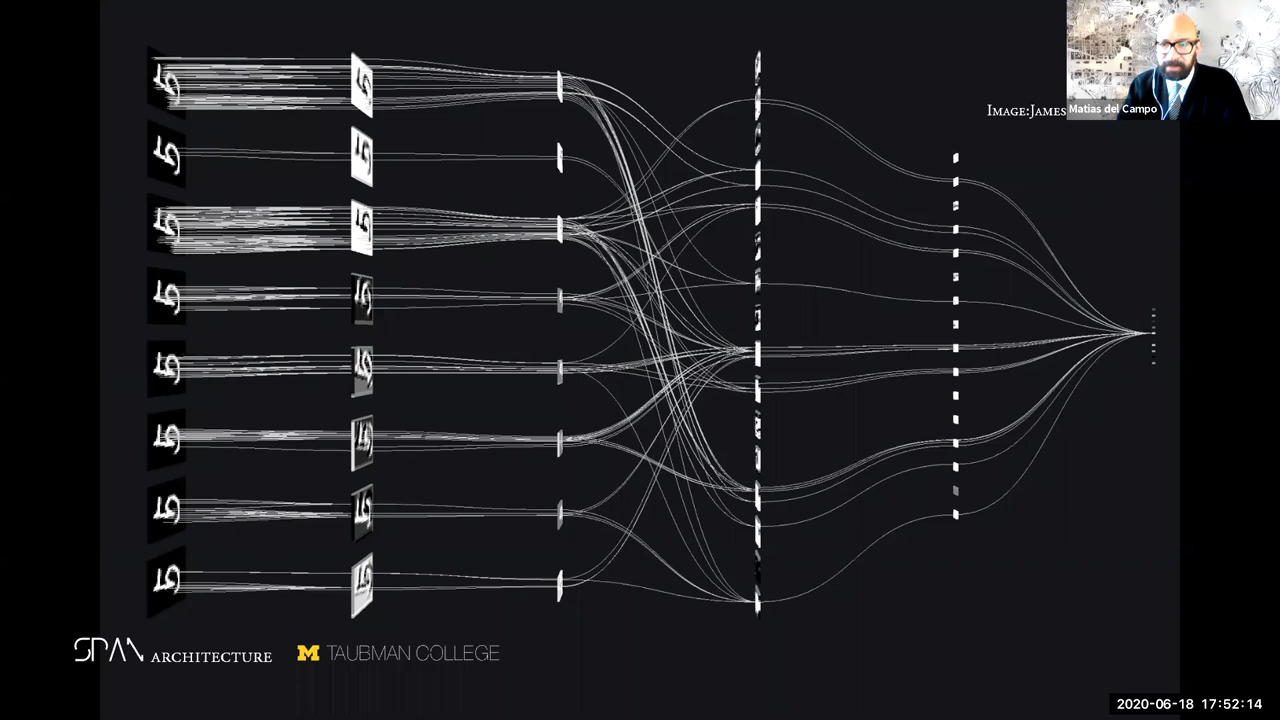 IMAGE:JAMES
Matias del Campo
SPAN ARCHITECTURE
M TAUBMAN COLLEGE
2020-06-18 17:52:14